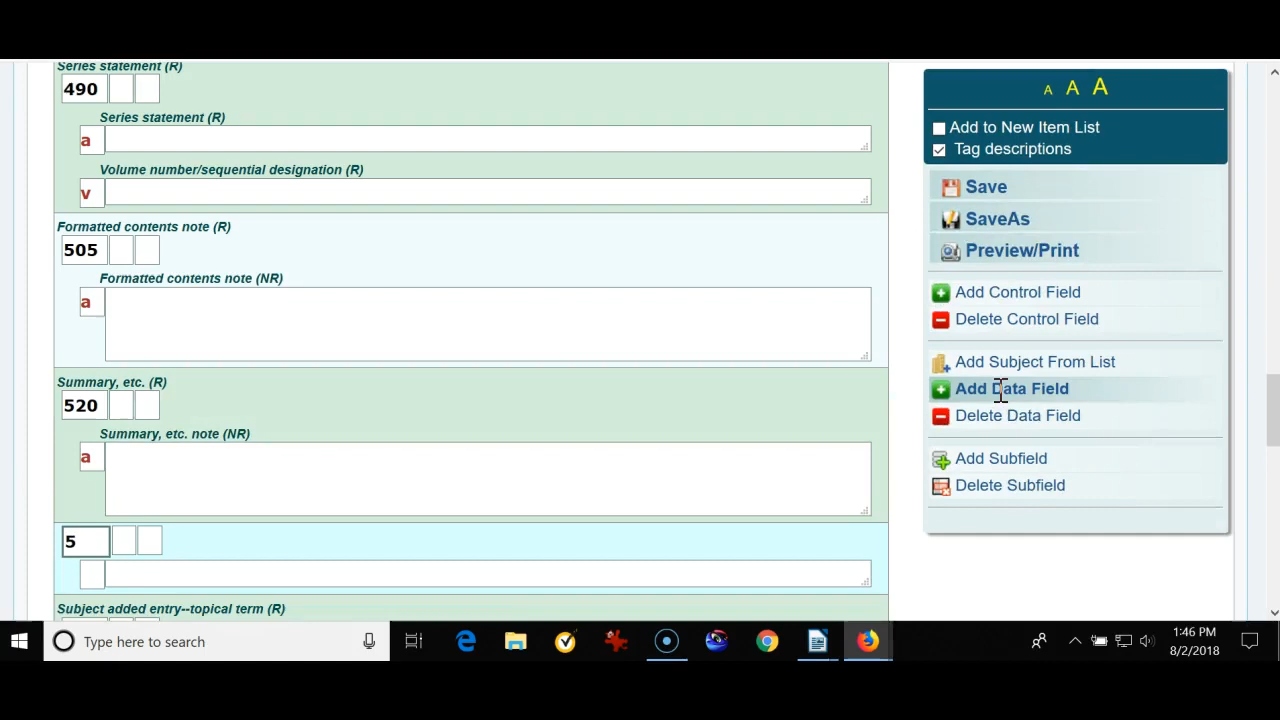 Series statement (R)
490
Series statement (R)
a
Volume number/sequential designation (R)
v
Formatted contents note (R)
505
Formatted contents note (NR)
a
Summary, etc. (R)
520
Summary, etc. note (NR)
a
5
Subject added entry--topical term (R)
A A A
Add to New Item List
Tag descriptions
Save
SaveAs
Preview/Print
Add Control Field
Delete Control Field
Add Subject From List
Add Data Field
Delete Data Field
Add Subfield
Delete Subfield
Type here to search
1:46 PM
8/2/2018